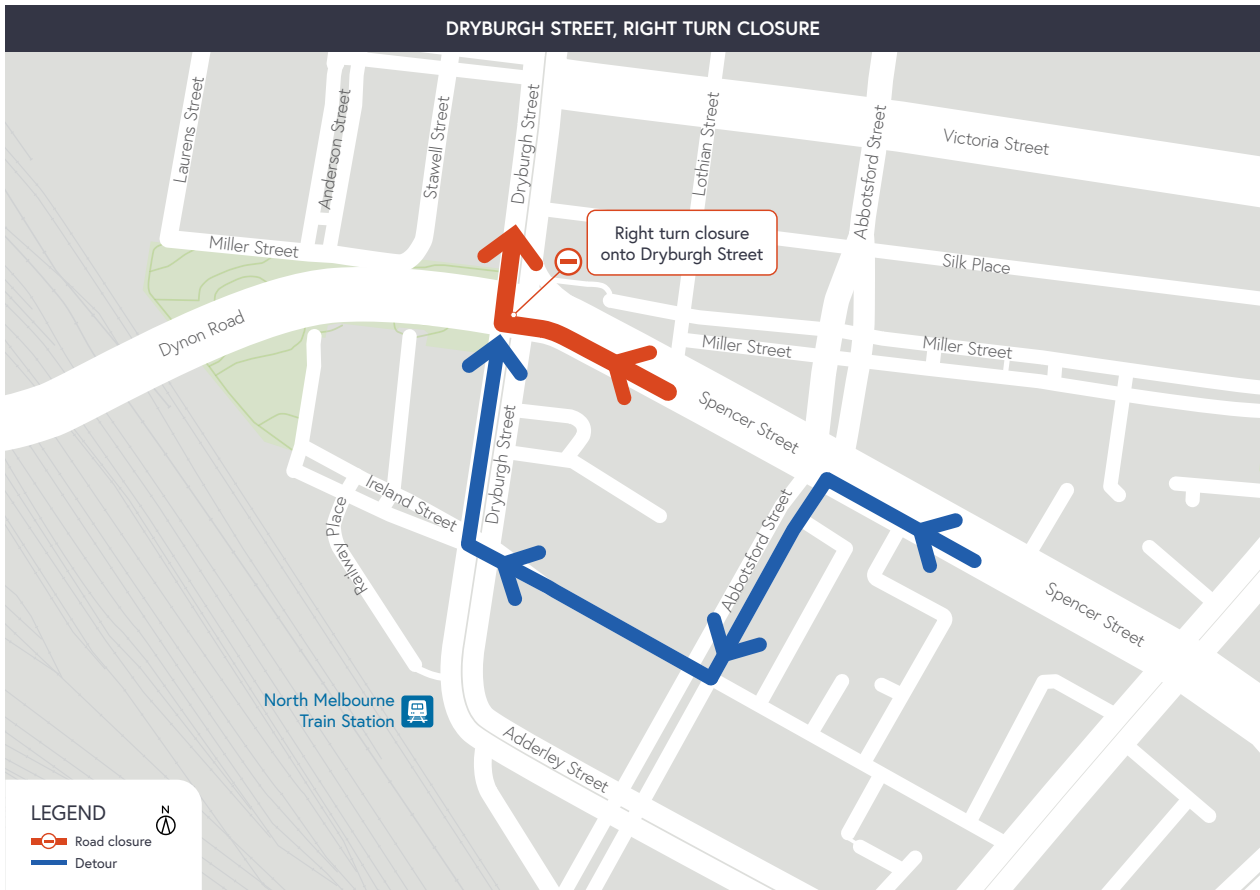 DRYBURGH STREET, RIGHT TURN CLOSURE
Laurens Street
Anderson Street
Stawell Street
Dryburgh Street
Lothian Street
Abbotsford Street
Victoria Street
Miller Street
Right turn closure
onto Dryburgh Street
Silk Place
Dynon Road
Miller Street
Miller Street
Spencer Street
Dryburgh Street
Ireland Street
Railway Place
Abbotsford Street
Spencer Street
North Melbourne
Train Station
Adderley Street
LEGEND
N
Road closure
Detour